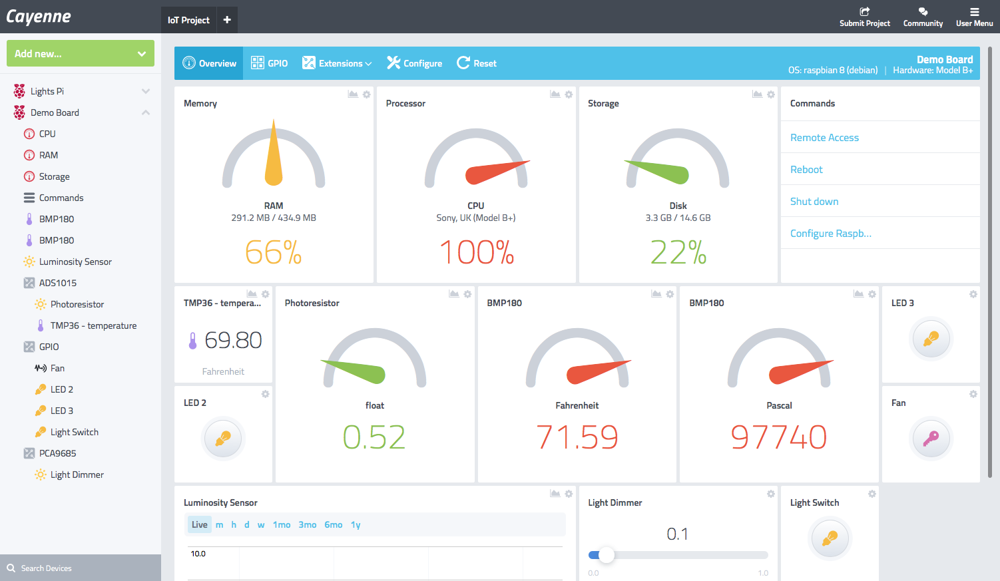 Cayenne
IoT Project
+
Submit Project
Community
User Menu
Add new...
Lights Pi
Demo Board
CPU
RAM
Storage
Commands
BMP180
BMP180
Luminosity Sensor
ADS1015
Photoresistor
TMP36 - temperature
GPIO
Fan
LED 2
LED 3
Light Switch
PCA9685
Light Dimmer
Search Devices
Overview
GPIO
Extensions
Configure
Reset
Demo Board
OS: raspbian 8 (debian) | Hardware: Model B+
Memory
RAM
291.2 MB / 434.9 MB
66%
Processor
CPU
Sony, UK (Model B+)
100%
Storage
Disk
3.3 GB / 14.6 GB
22%
Commands
Remote Access
Reboot
Shut down
Configure Raspb...
TMP36 - tempera...
69.80
Fahrenheit
LED 2
Photoresistor
float
0.52
BMP180
Fahrenheit
71.59
BMP180
Pascal
97740
LED 3
Fan
Luminosity Sensor
Live m h d w 1mo 3mo 6mo 1y
10.0
Light Dimmer
0.1
0.0 1.0
Light Switch